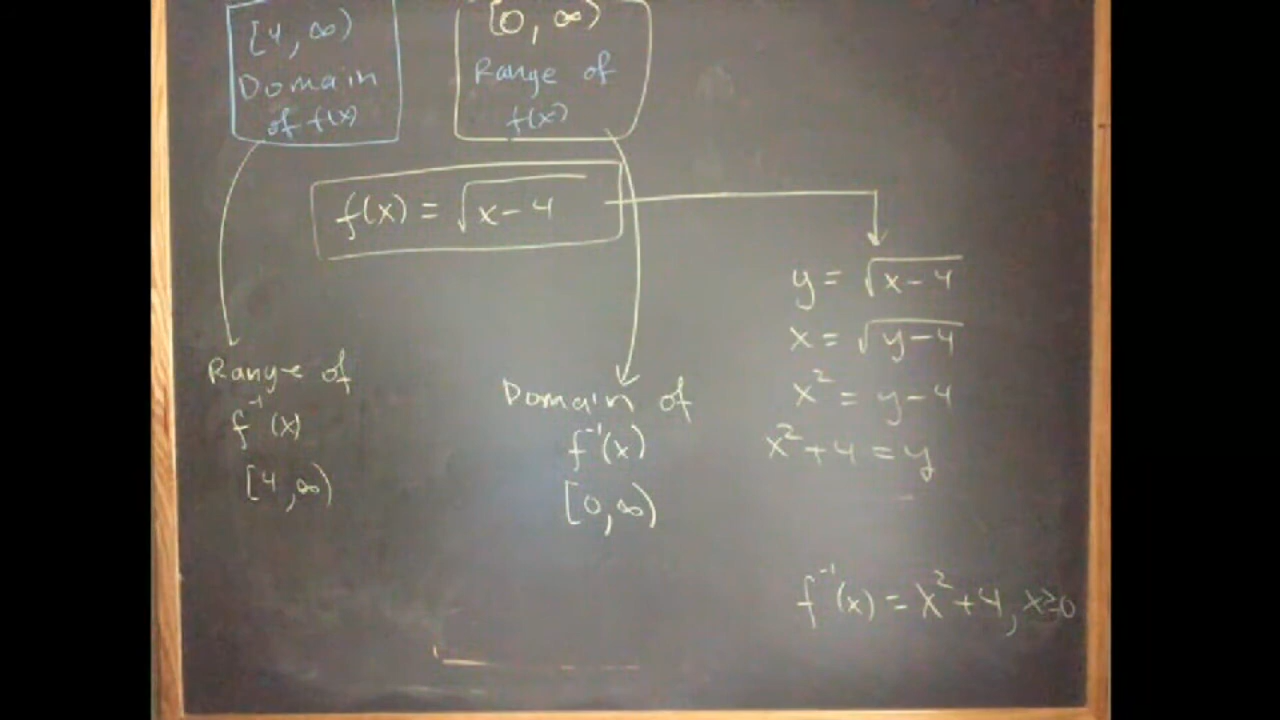 [4, ∞)
Domain
of f(x)
[0, ∞)
Range of
f(x)
f(x) = √x-4
y = √x-4
x = √y-4
x² = y-4
x²+4 = y
Range of
f⁻¹(x)
[4, ∞)
Domain of
f⁻¹(x)
[0, ∞)
f⁻¹(x) = x²+4, x≥0